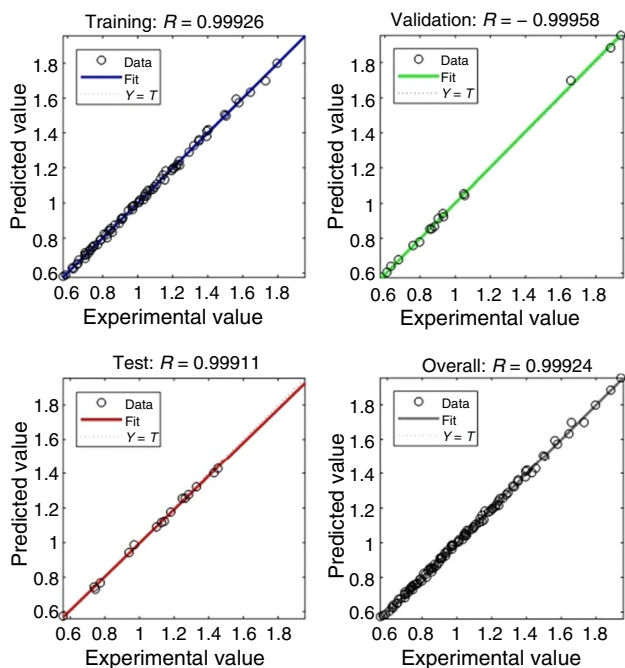 Training: R = 0.99926
Data
Fit
Y = T
1.8
1.6
1.4
1.2
1
0.8
0.6
Predicted value
0.6 0.8 1 1.2 1.4 1.6 1.8
Experimental value
Validation: R = − 0.99958
Data
Fit
Y = T
1.8
1.6
1.4
1.2
1
0.8
0.6
Predicted value
0.6 0.8 1 1.2 1.4 1.6 1.8
Experimental value
Test: R = 0.99911
Data
Fit
Y = T
1.8
1.6
1.4
1.2
1
0.8
0.6
Predicted value
0.6 0.8 1 1.2 1.4 1.6 1.8
Experimental value
Overall: R = 0.99924
Data
Fit
Y = T
1.8
1.6
1.4
1.2
1
0.8
0.6
Predicted value
0.6 0.8 1 1.2 1.4 1.6 1.8
Experimental value